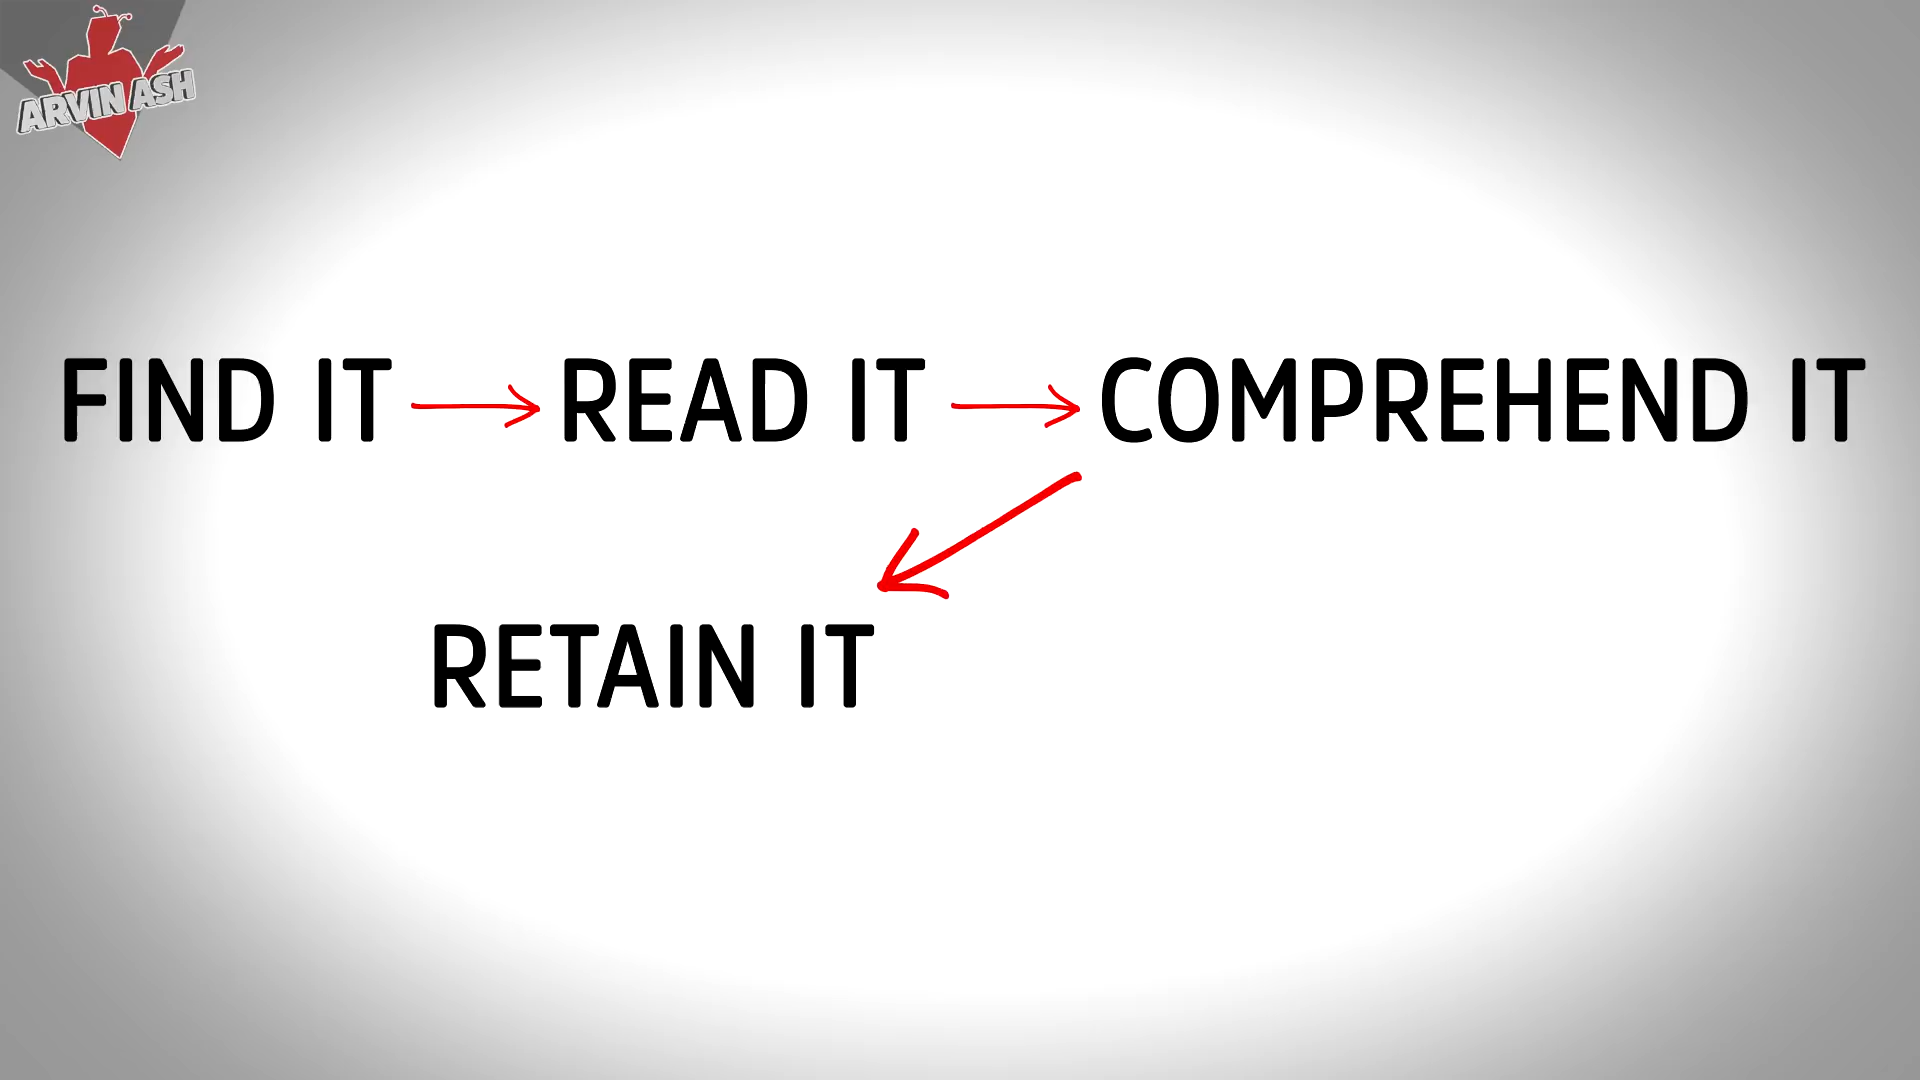 ARVIN ASH
FIND IT → READ IT → COMPREHEND IT
RETAIN IT